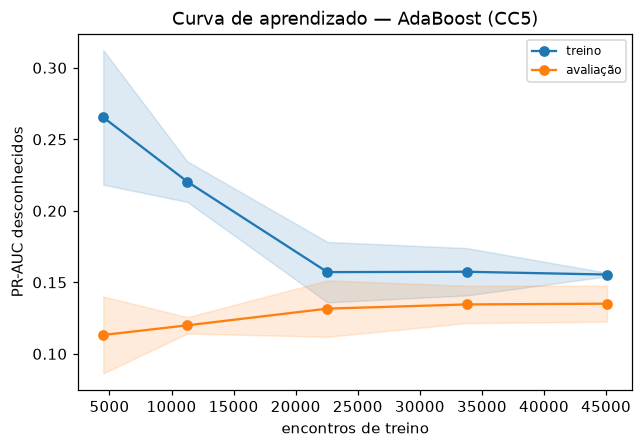 Curva de aprendizado — AdaBoost (CC5)
treino
avaliação
PR-AUC desconhecidos
0.30
0.25
0.20
0.15
0.10
5000 10000 15000 20000 25000 30000 35000 40000 45000
encontros de treino